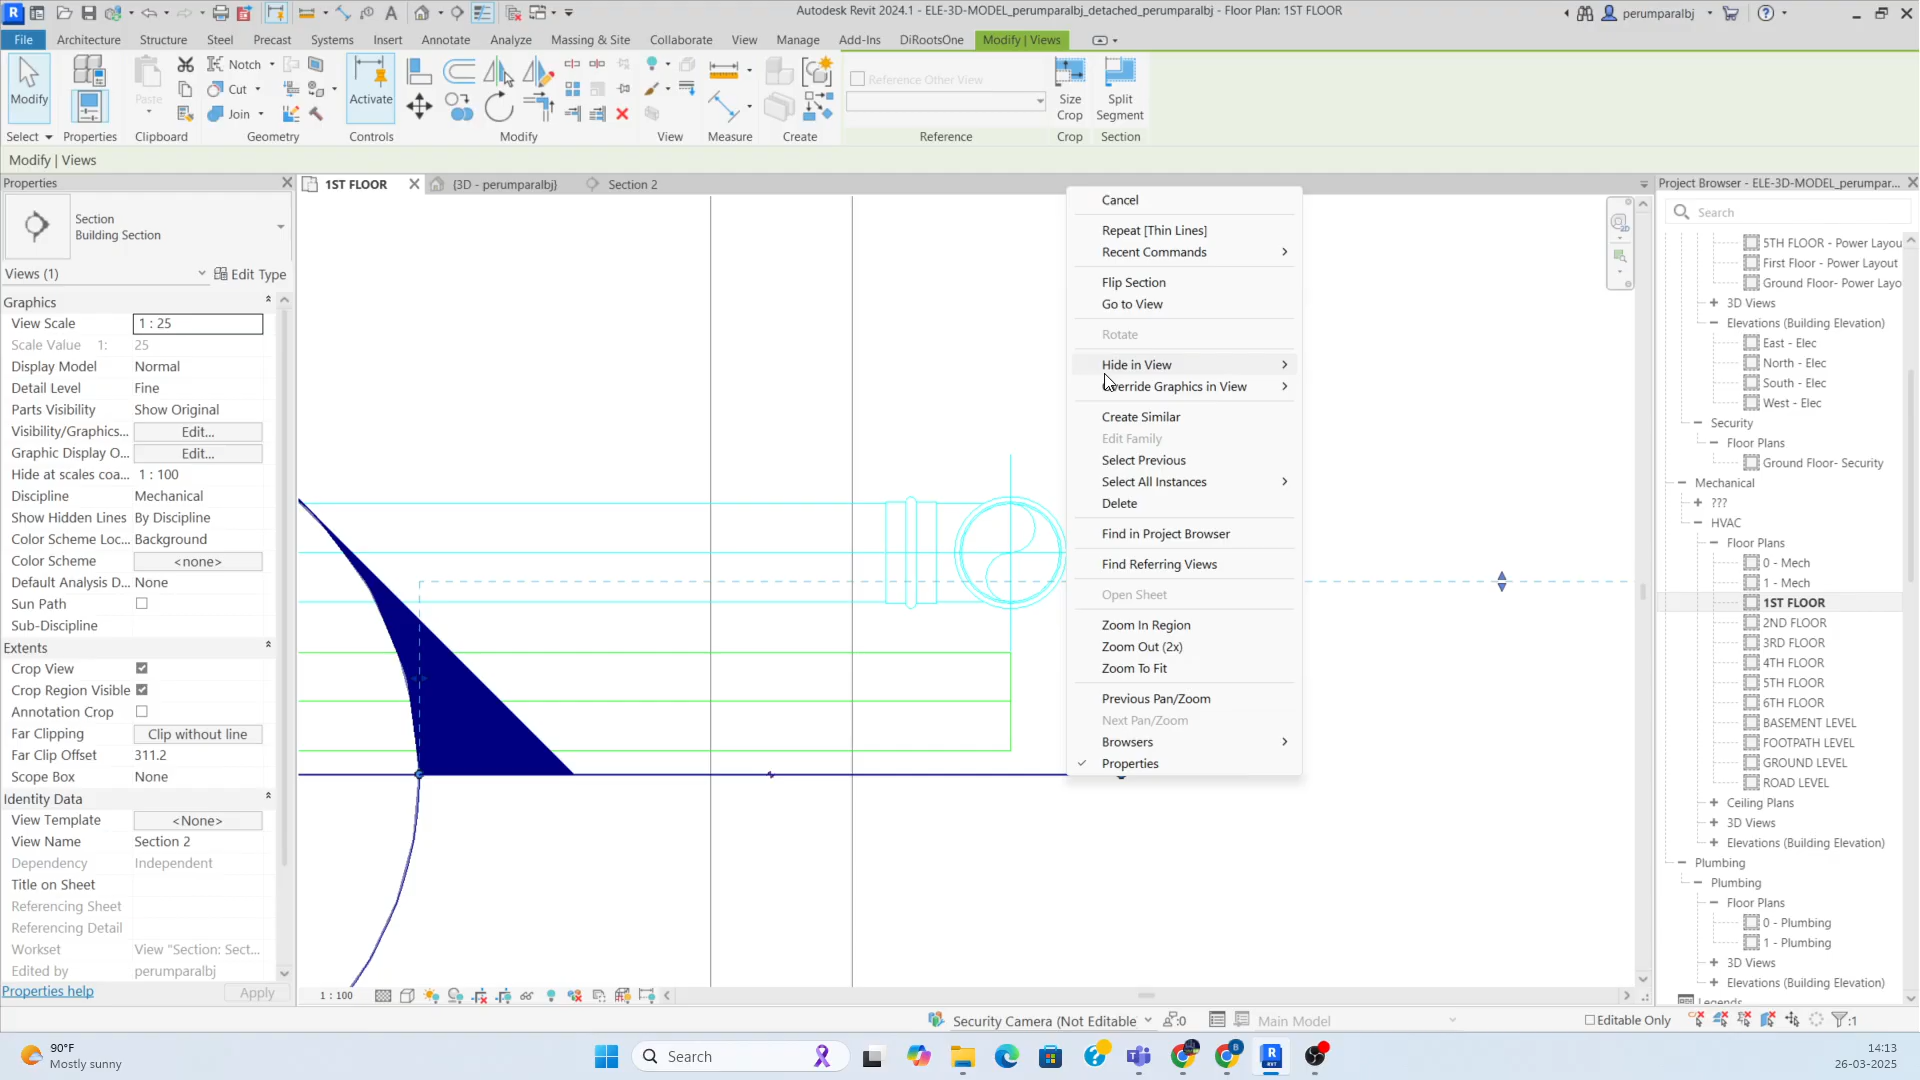 Autodesk Revit 2024.1 - ELE-3D-MODEL_perumparalbj_detached_perumparalbj - Floor Plan: 1ST FLOOR
perumparalbj
File Architecture Structure Steel Precast Systems Insert Annotate Analyze Massing & Site Collaborate View Manage Add-Ins DiRootsOne Modify | Views
Modify
Properties
Paste
Notch
Cut
Join
Activate
Reference Other View
Size Crop
Split Segment
Select Properties Clipboard Geometry Controls Modify View Measure Create Reference Crop Section
Modify | Views
Properties
Section
Building Section
Views (1) Edit Type
Graphics
View Scale 1 : 25
Scale Value 1: 25
Display Model Normal
Detail Level Fine
Parts Visibility Show Original
Visibility/Graphics... Edit...
Graphic Display O... Edit...
Hide at scales coa... 1 : 100
Discipline Mechanical
Show Hidden Lines By Discipline
Color Scheme Loc... Background
Color Scheme <none>
Default Analysis D... None
Sun Path
Sub-Discipline
Extents
Crop View
Crop Region Visible
Annotation Crop
Far Clipping Clip without line
Far Clip Offset 311.2
Scope Box None
Identity Data
View Template <None>
View Name Section 2
Dependency Independent
Title on Sheet
Referencing Sheet
Referencing Detail
Workset View "Section: Sect...
Edited by perumparalbj
Properties help Apply
1ST FLOOR {3D - perumparalbj} Section 2
Cancel
Repeat [Thin Lines]
Recent Commands
Flip Section
Go to View
Rotate
Hide in View
Override Graphics in View
Create Similar
Edit Family
Select Previous
Select All Instances
Delete
Find in Project Browser
Find Referring Views
Open Sheet
Zoom In Region
Zoom Out (2x)
Zoom To Fit
Previous Pan/Zoom
Next Pan/Zoom
Browsers
Properties
1 : 100
Project Browser - ELE-3D-MODEL_perumpar...
Search
5TH FLOOR - Power Layou
First Floor - Power Layout
Ground Floor- Power Layo
3D Views
Elevations (Building Elevation)
East - Elec
North - Elec
South - Elec
West - Elec
Security
Floor Plans
Ground Floor- Security
Mechanical
???
HVAC
Floor Plans
0 - Mech
1 - Mech
1ST FLOOR
2ND FLOOR
3RD FLOOR
4TH FLOOR
5TH FLOOR
6TH FLOOR
BASEMENT LEVEL
FOOTPATH LEVEL
GROUND LEVEL
ROAD LEVEL
Ceiling Plans
3D Views
Elevations (Building Elevation)
Plumbing
Plumbing
Floor Plans
0 - Plumbing
1 - Plumbing
3D Views
Elevations (Building Elevation)
Legends
Security Camera (Not Editable :0 Main Model Editable Only :1
90°F
Mostly sunny
Search
14:13
26-03-2025